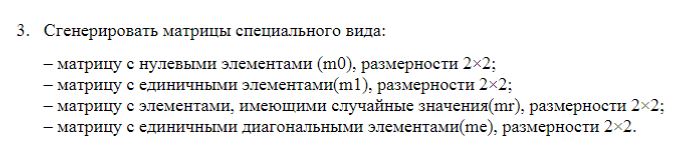 3. Сгенерировать матрицы специального вида:
– матрицу с нулевыми элементами (m0), размерности 2×2;
– матрицу с единичными элементами(m1), размерности 2×2;
– матрицу с элементами, имеющими случайные значения(mr), размерности 2×2;
– матрицу с единичными диагональными элементами(me), размерности 2×2.